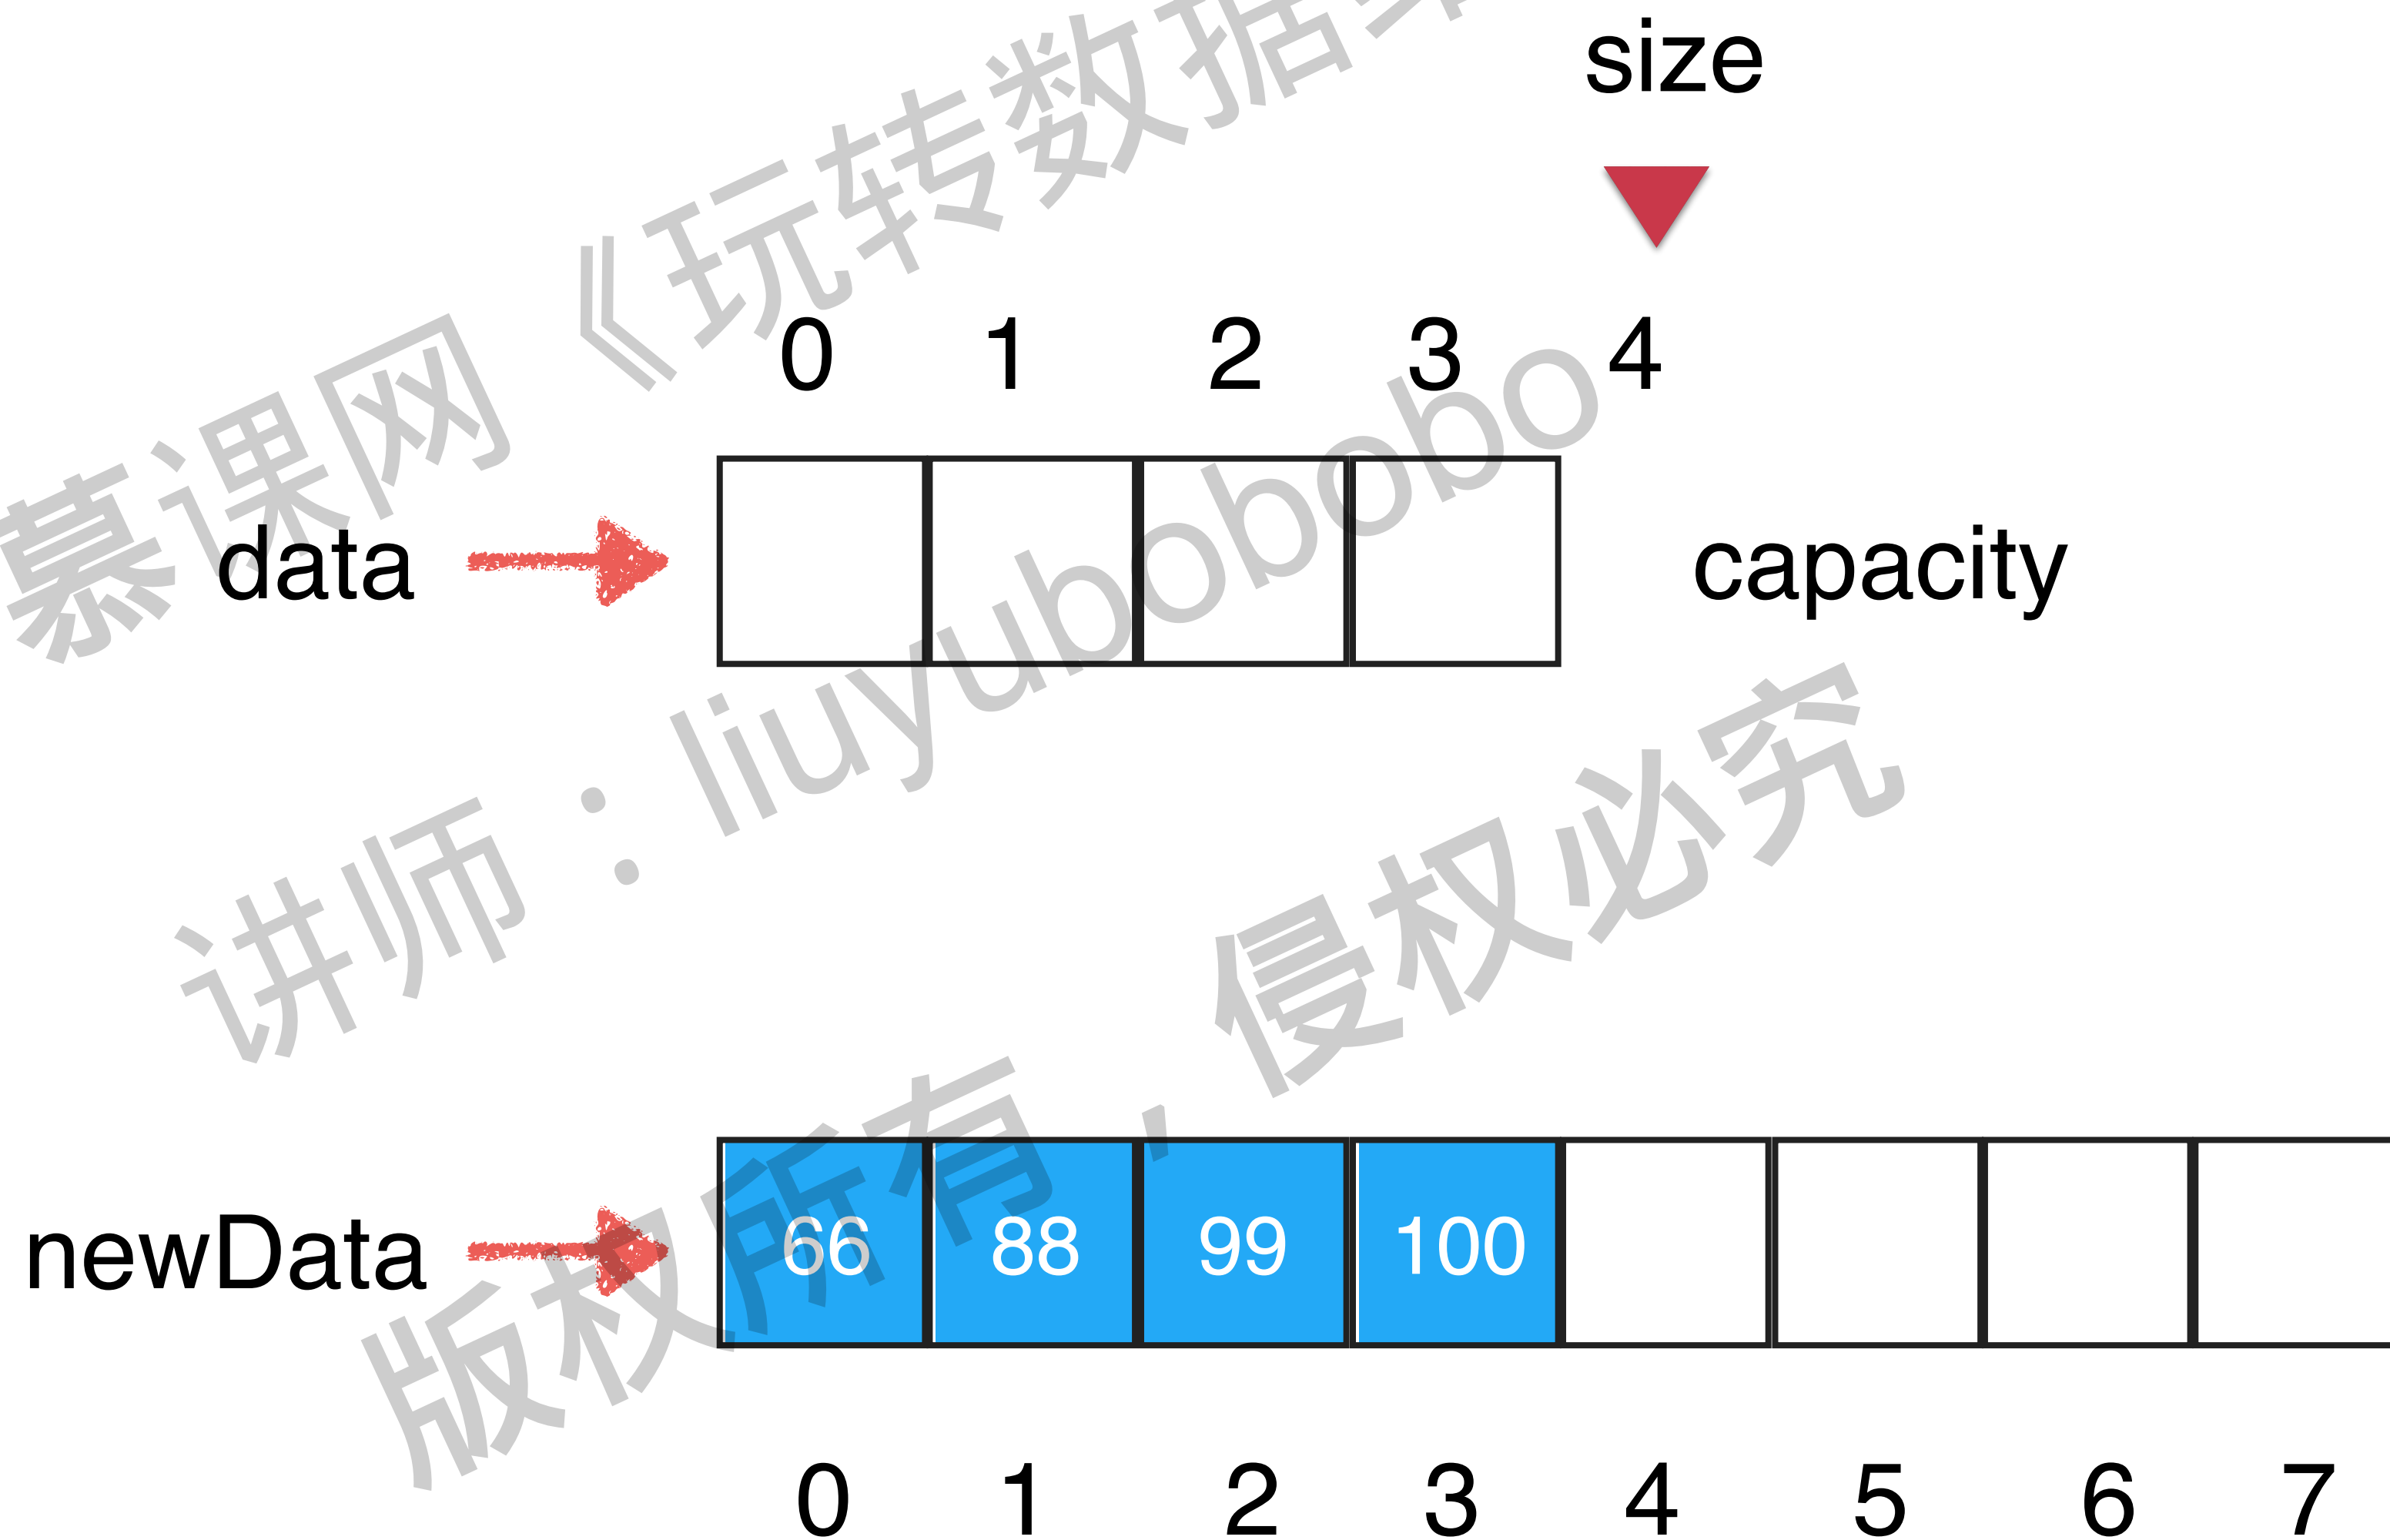 size
0 1 2 3 4
data capacity
newData 66 88 99 100
0 1 2 3 4 5 6 7
慕课网《玩转数据
讲师：liuyubobobo
版权所有，侵权必究